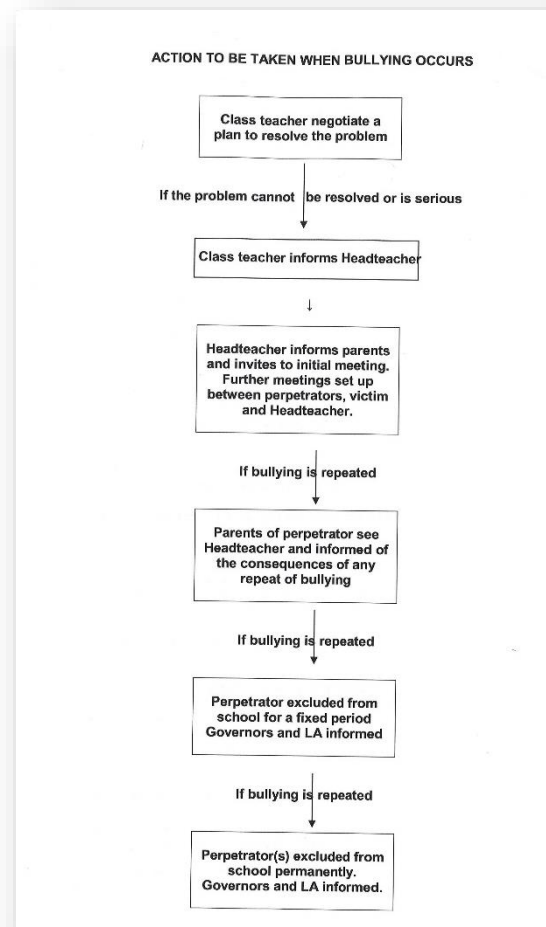 ACTION TO BE TAKEN WHEN BULLYING OCCURS
Class teacher negotiate a
plan to resolve the problem
If the problem cannot be resolved or is serious
Class teacher informs Headteacher
Headteacher informs parents
and invites to initial meeting.
Further meetings set up
between perpetrators, victim
and Headteacher.
If bullying is repeated
Parents of perpetrator see
Headteacher and informed of
the consequences of any
repeat of bullying
If bullying is repeated
Perpetrator excluded from
school for a fixed period
Governors and LA informed
If bullying is repeated
Perpetrator(s) excluded from
school permanently.
Governors and LA informed.